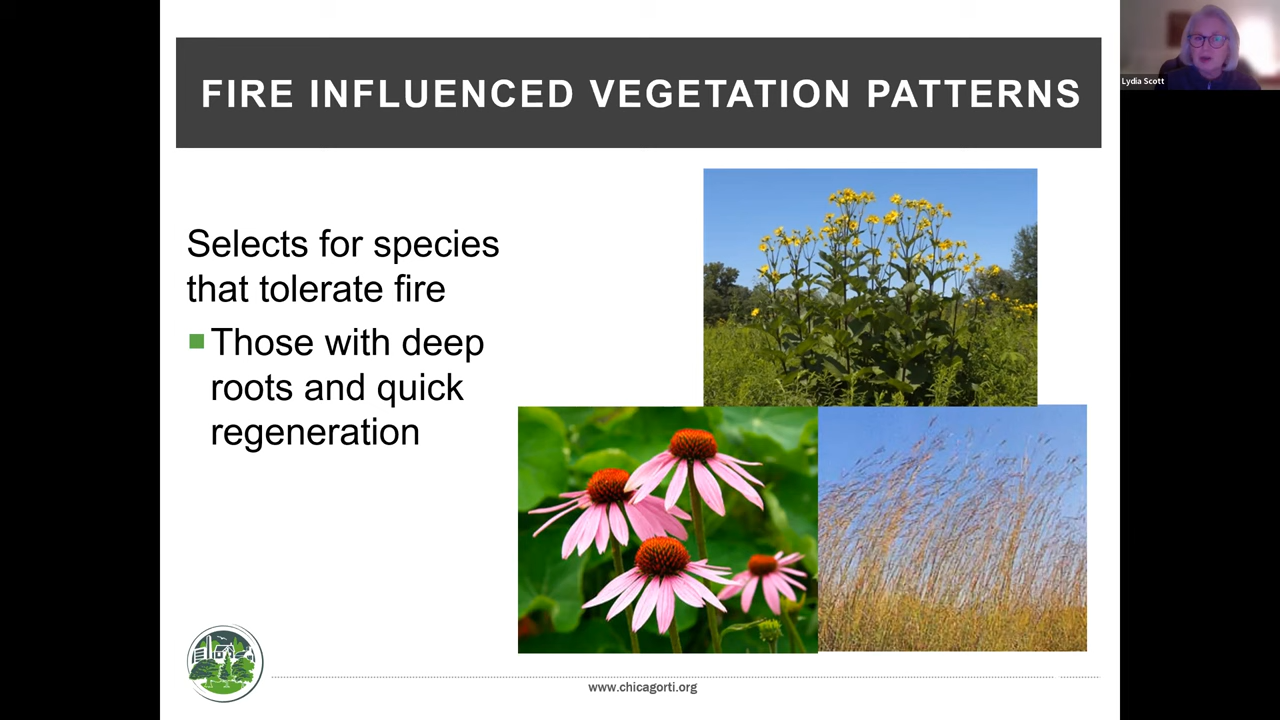 FIRE INFLUENCED VEGETATION PATTERNS
Lydia Scott
Selects for species
that tolerate fire
Those with deep
roots and quick
regeneration
www.chicagorti.org